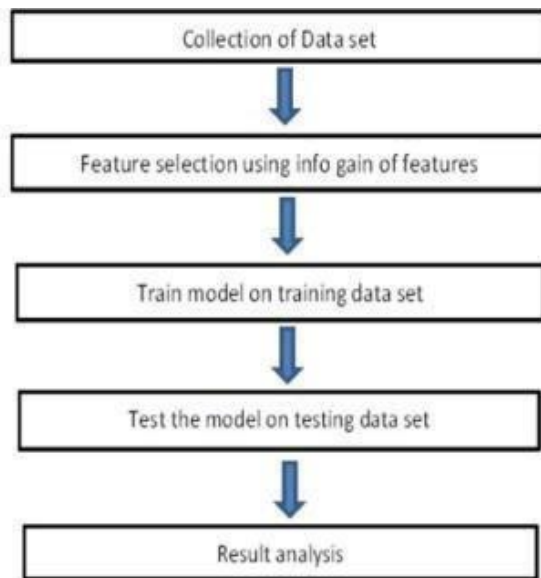 Collection of Data set
Feature selection using info gain of features
Train model on training data set
Test the model on testing data set
Result analysis